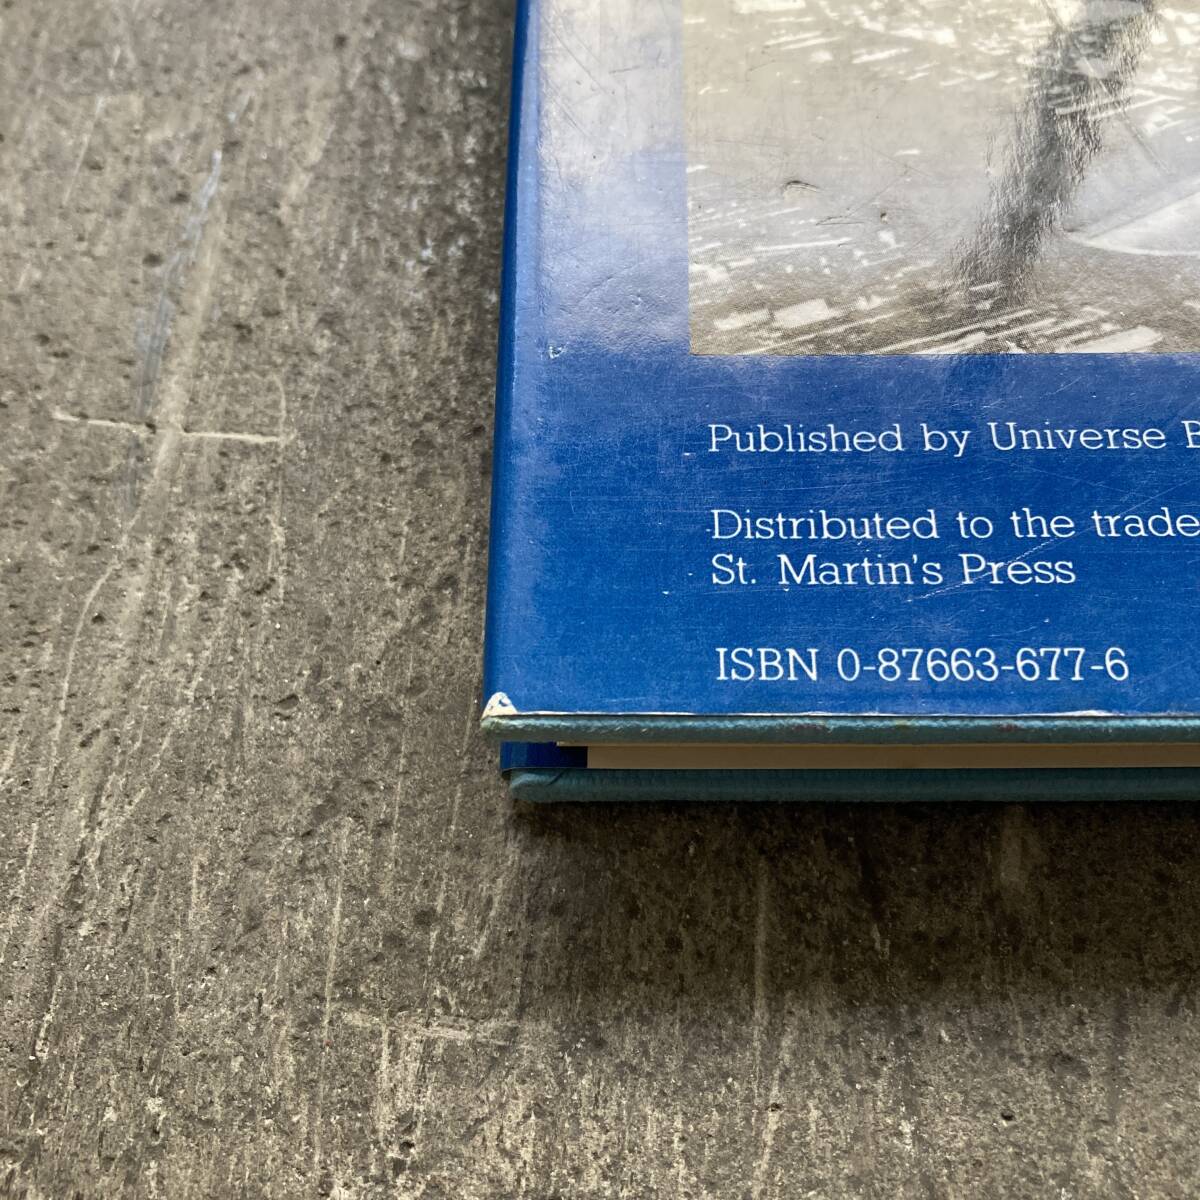 Published by Universe B
Distributed to the trade
St. Martin's Press
ISBN 0-87663-677-6